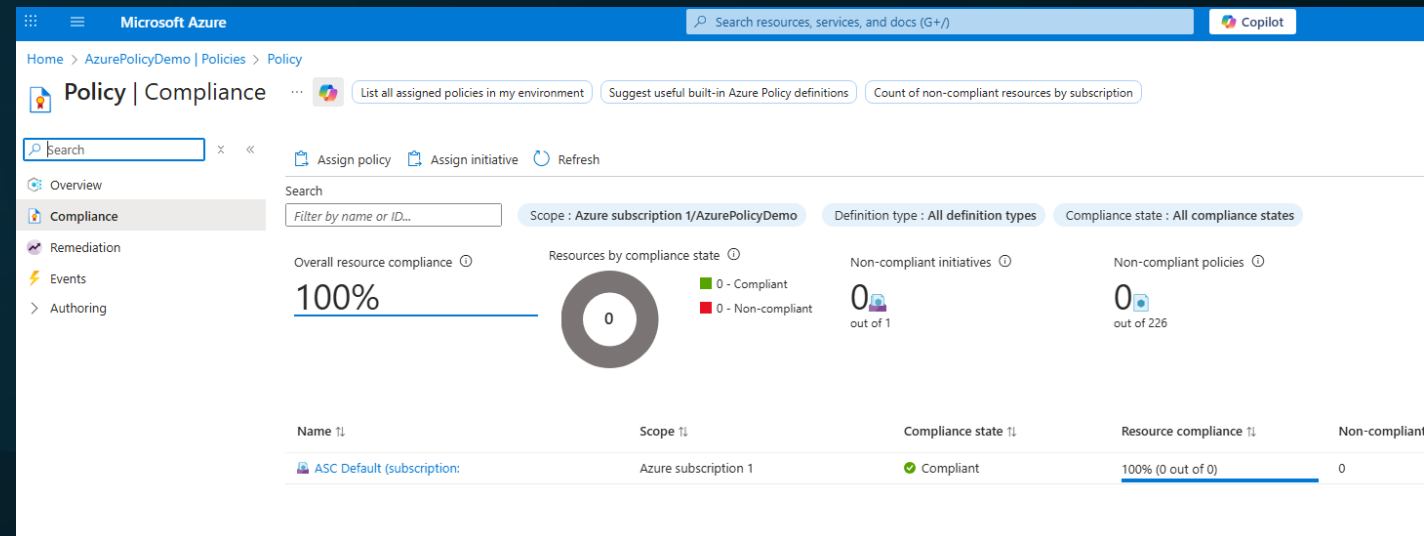 Microsoft Azure
Search resources, services, and docs (G+/)
Copilot
Home > AzurePolicyDemo | Policies > Policy
Policy | Compliance
...
List all assigned policies in my environment
Suggest useful built-in Azure Policy definitions
Count of non-compliant resources by subscription
Search
Overview
Compliance
Remediation
Events
Authoring
Assign policy
Assign initiative
Refresh
Search
Filter by name or ID...
Scope : Azure subscription 1/AzurePolicyDemo
Definition type : All definition types
Compliance state : All compliance states
Overall resource compliance
100%
Resources by compliance state
0
0 - Compliant
0 - Non-compliant
Non-compliant initiatives
0
out of 1
Non-compliant policies
0
out of 226
Name Scope Compliance state Resource compliance Non-compliant
ASC Default (subscription: Azure subscription 1 Compliant 100% (0 out of 0) 0